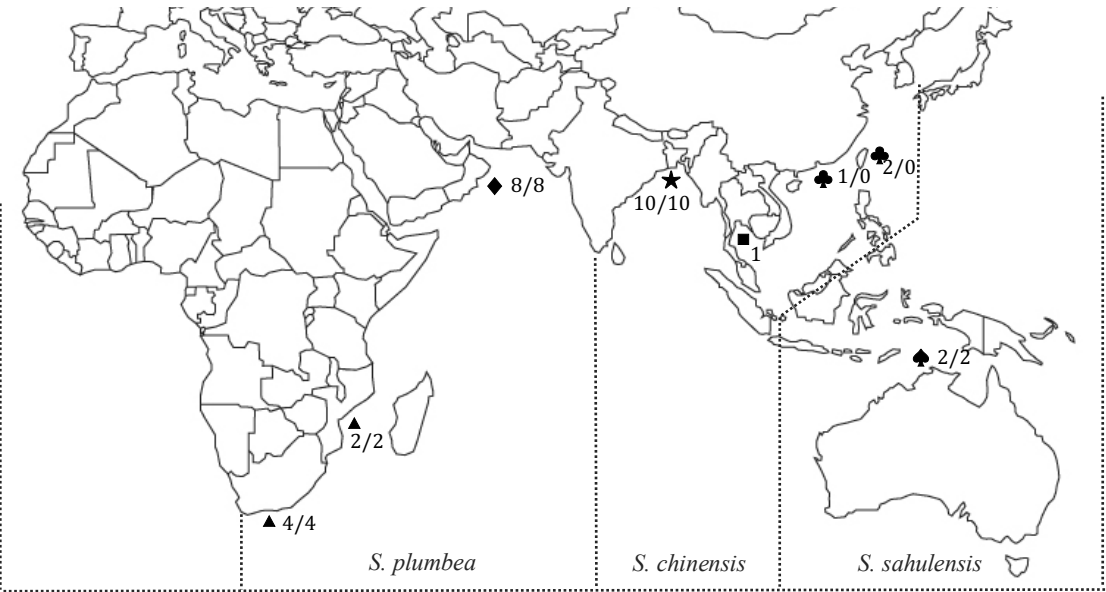 2/0
1/0
8/8
10/10
1
2/2
2/2
4/4
S. plumbea
S. chinensis
S. sahulensis